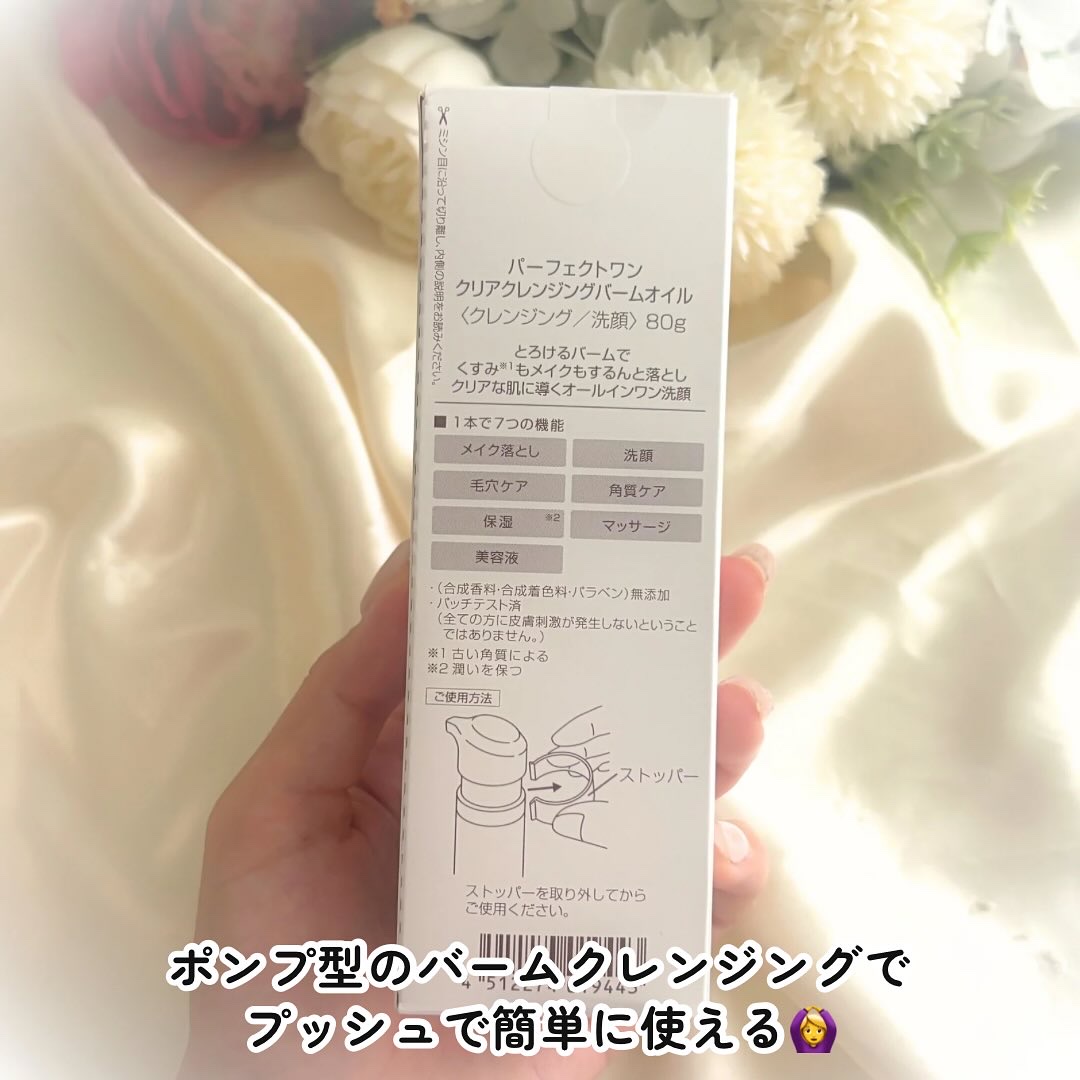 ミシン目に沿って切り離し、内側の説明をお読みください。
パーフェクトワン
クリアクレンジングバームオイル
〈クレンジング／洗顔〉80g
とろけるバームで
くすみ※1もメイクもするんと落とし
クリアな肌に導くオールインワン洗顔
■ 1本で7つの機能
メイク落とし
洗顔
毛穴ケア
角質ケア
保湿 ※2
マッサージ
美容液
・（合成香料・合成着色料・パラベン）無添加
・パッチテスト済
（全ての方に皮膚刺激が発生しないということ
ではありません。）
※1 古い角質による
※2 潤いを保つ
ご使用方法
ストッパー
ストッパーを取り外してから
ご使用ください。
ポンプ型のバームクレンジングで
プッシュで簡単に使える🙆‍♀️